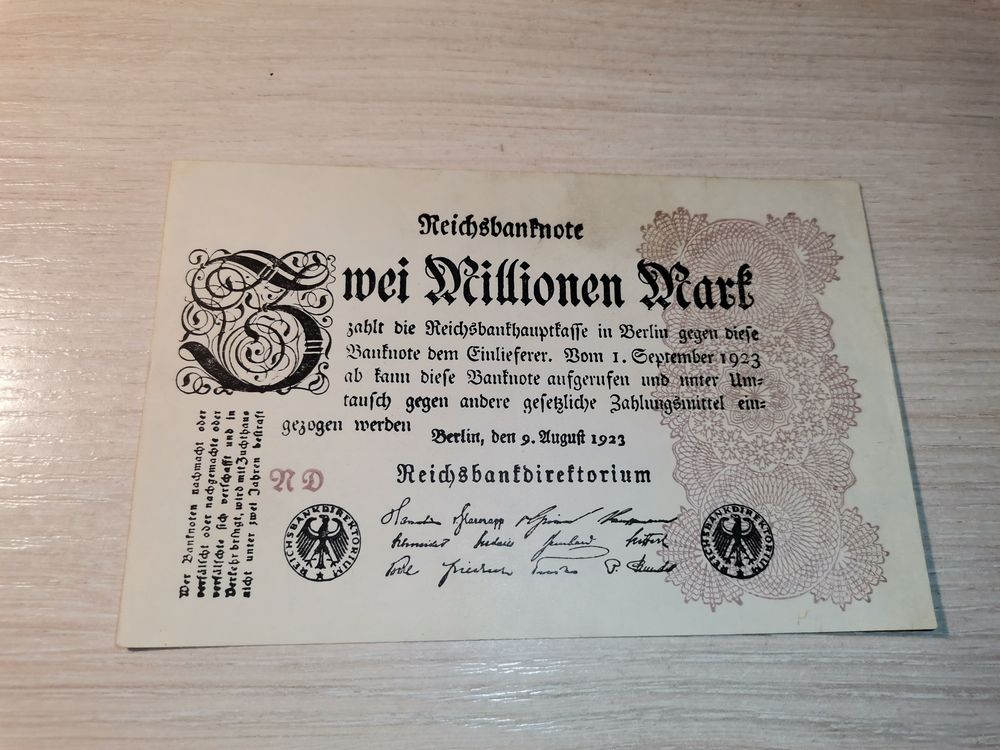 Reichsbanknote
Zwei Millionen Mark
zahlt die Reichsbankhauptkasse in Berlin gegen diese
Banknote dem Einlieferer. Vom 1. September 1923
ab kann diese Banknote aufgerufen und unter Um-
tausch gegen andere gesetzliche Zahlungsmittel ein-
gezogen werden
Berlin, den 9. August 1923
Reichsbankdirektorium
Wer Banknoten nachmacht oder
verfälscht oder nachgemachte oder
verfälschte sich verschafft und in
Verkehr bringt, wird mit Zuchthaus
nicht unter zwei Jahren bestraft
ND
REICHSBANKDIREKTORIUM
REICHSBANKDIREKTORIUM